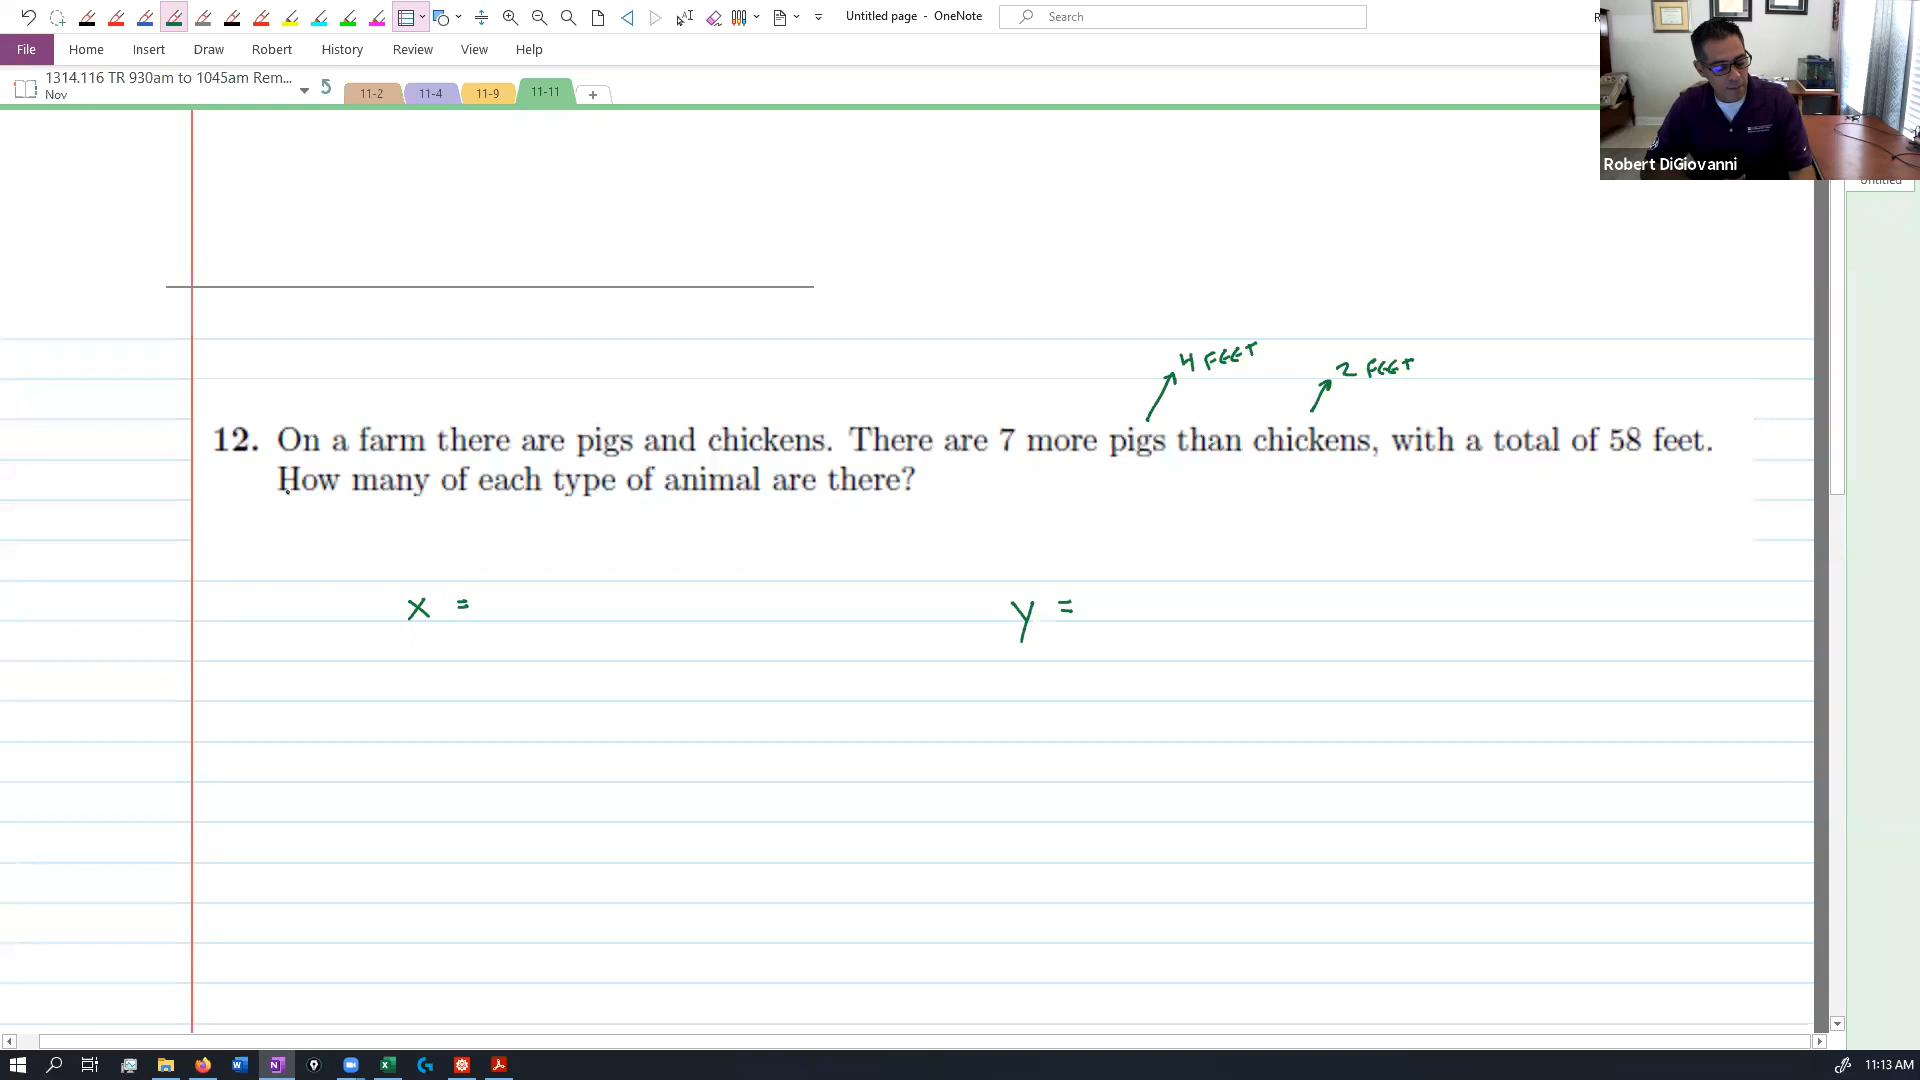 Untitled page - OneNote
Search
File Home Insert Draw Robert History Review View Help
1314.116 TR 930am to 1045am Rem...
Nov
11-2 11-4 11-9 11-11
Robert DiGiovanni
Untitled
4 FEET
2 FEET
12. On a farm there are pigs and chickens. There are 7 more pigs than chickens, with a total of 58 feet.
How many of each type of animal are there?
x =
y =
11:13 AM